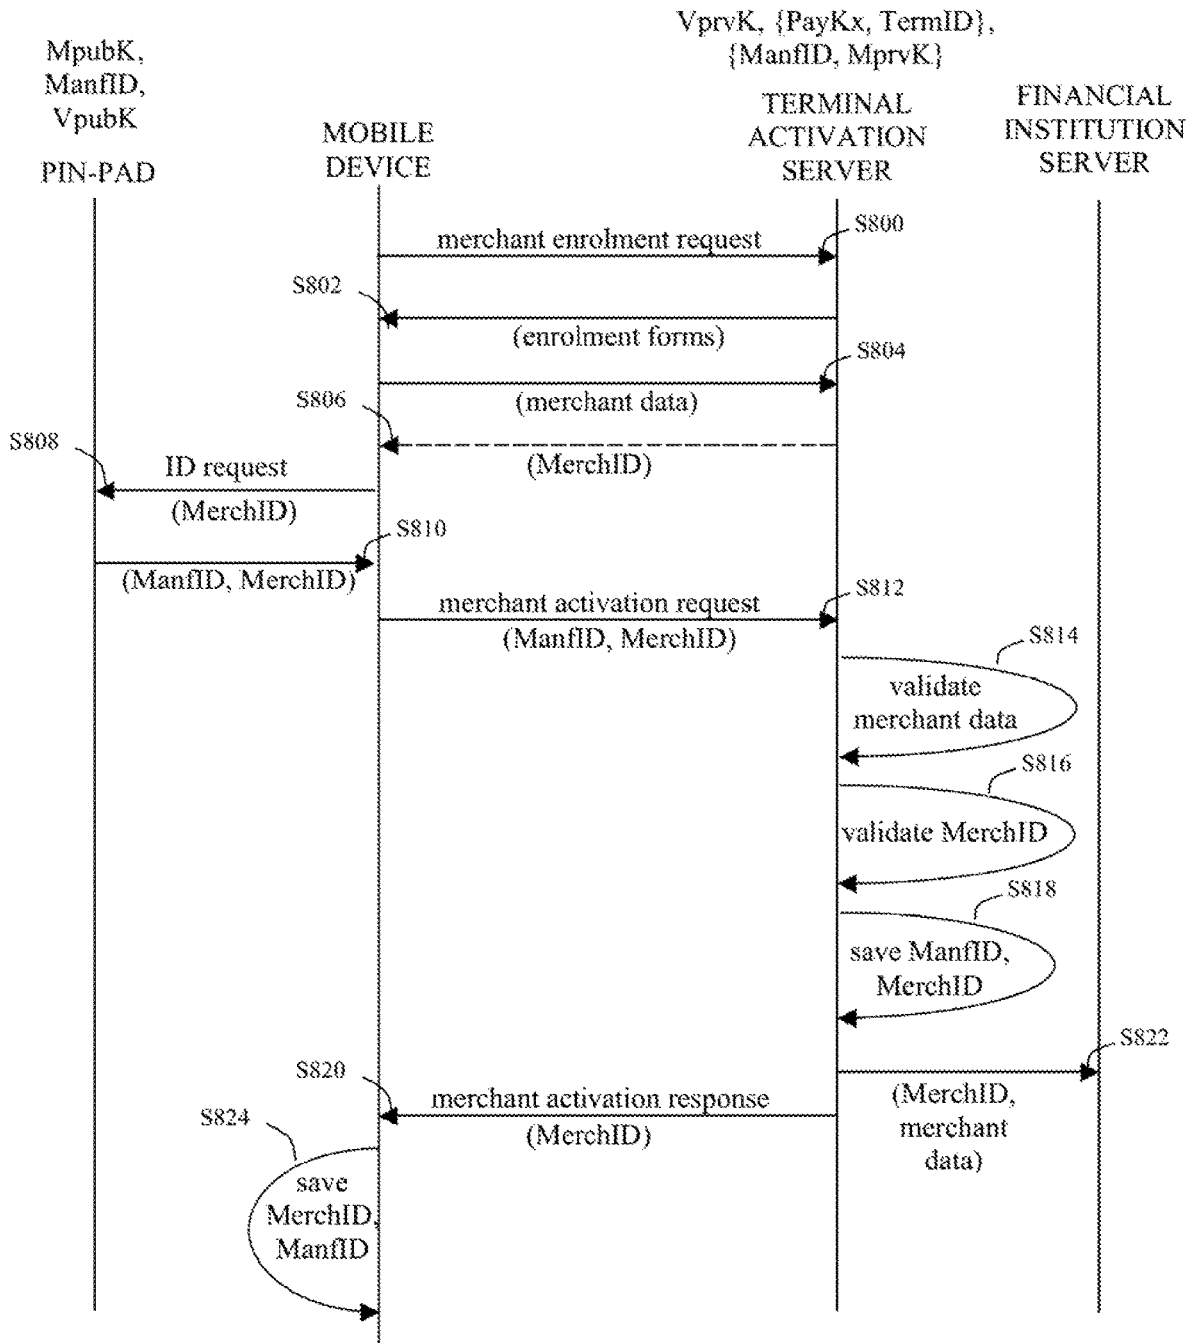 VprvK, {PayKx, TermID},
{ManfID, MprvK}
MpubK,
ManfID,
VpubK
PIN-PAD
MOBILE
DEVICE
TERMINAL
ACTIVATION
SERVER
FINANCIAL
INSTITUTION
SERVER
merchant enrolment request
S800
S802
(enrolment forms)
S804
(merchant data)
S806
(MerchID)
S808
ID request
(MerchID)
S810
(ManfID, MerchID)
merchant activation request
S812
(ManfID, MerchID)
S814
validate
merchant data
S816
validate MerchID
S818
save ManfID,
MerchID
S822
(MerchID,
merchant
data)
S820
merchant activation response
(MerchID)
S824
save
MerchID,
ManfID